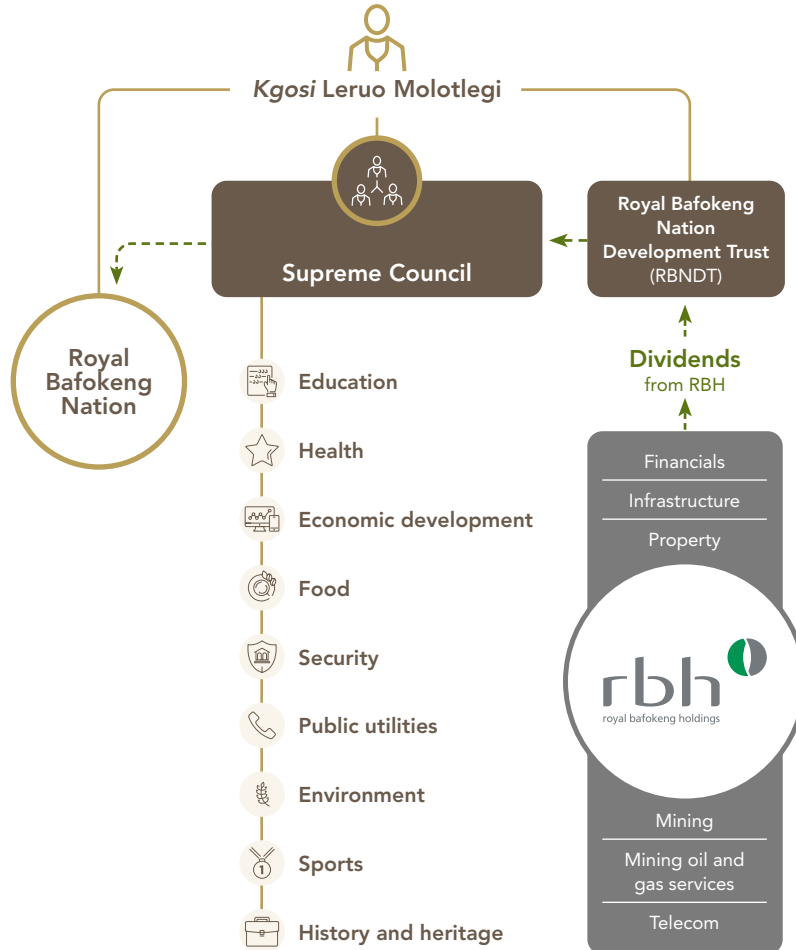 Kgosi Leruo Molotlegi
Supreme Council
Royal Bafokeng
Nation
Development Trust
(RBNDT)
Royal
Bafokeng
Nation
Dividends
from RBH
Education
Health
Economic development
Food
Security
Public utilities
Environment
1
Sports
History and heritage
Financials
Infrastructure
Property
rbh
royal bafokeng holdings
Mining
Mining oil and
gas services
Telecom